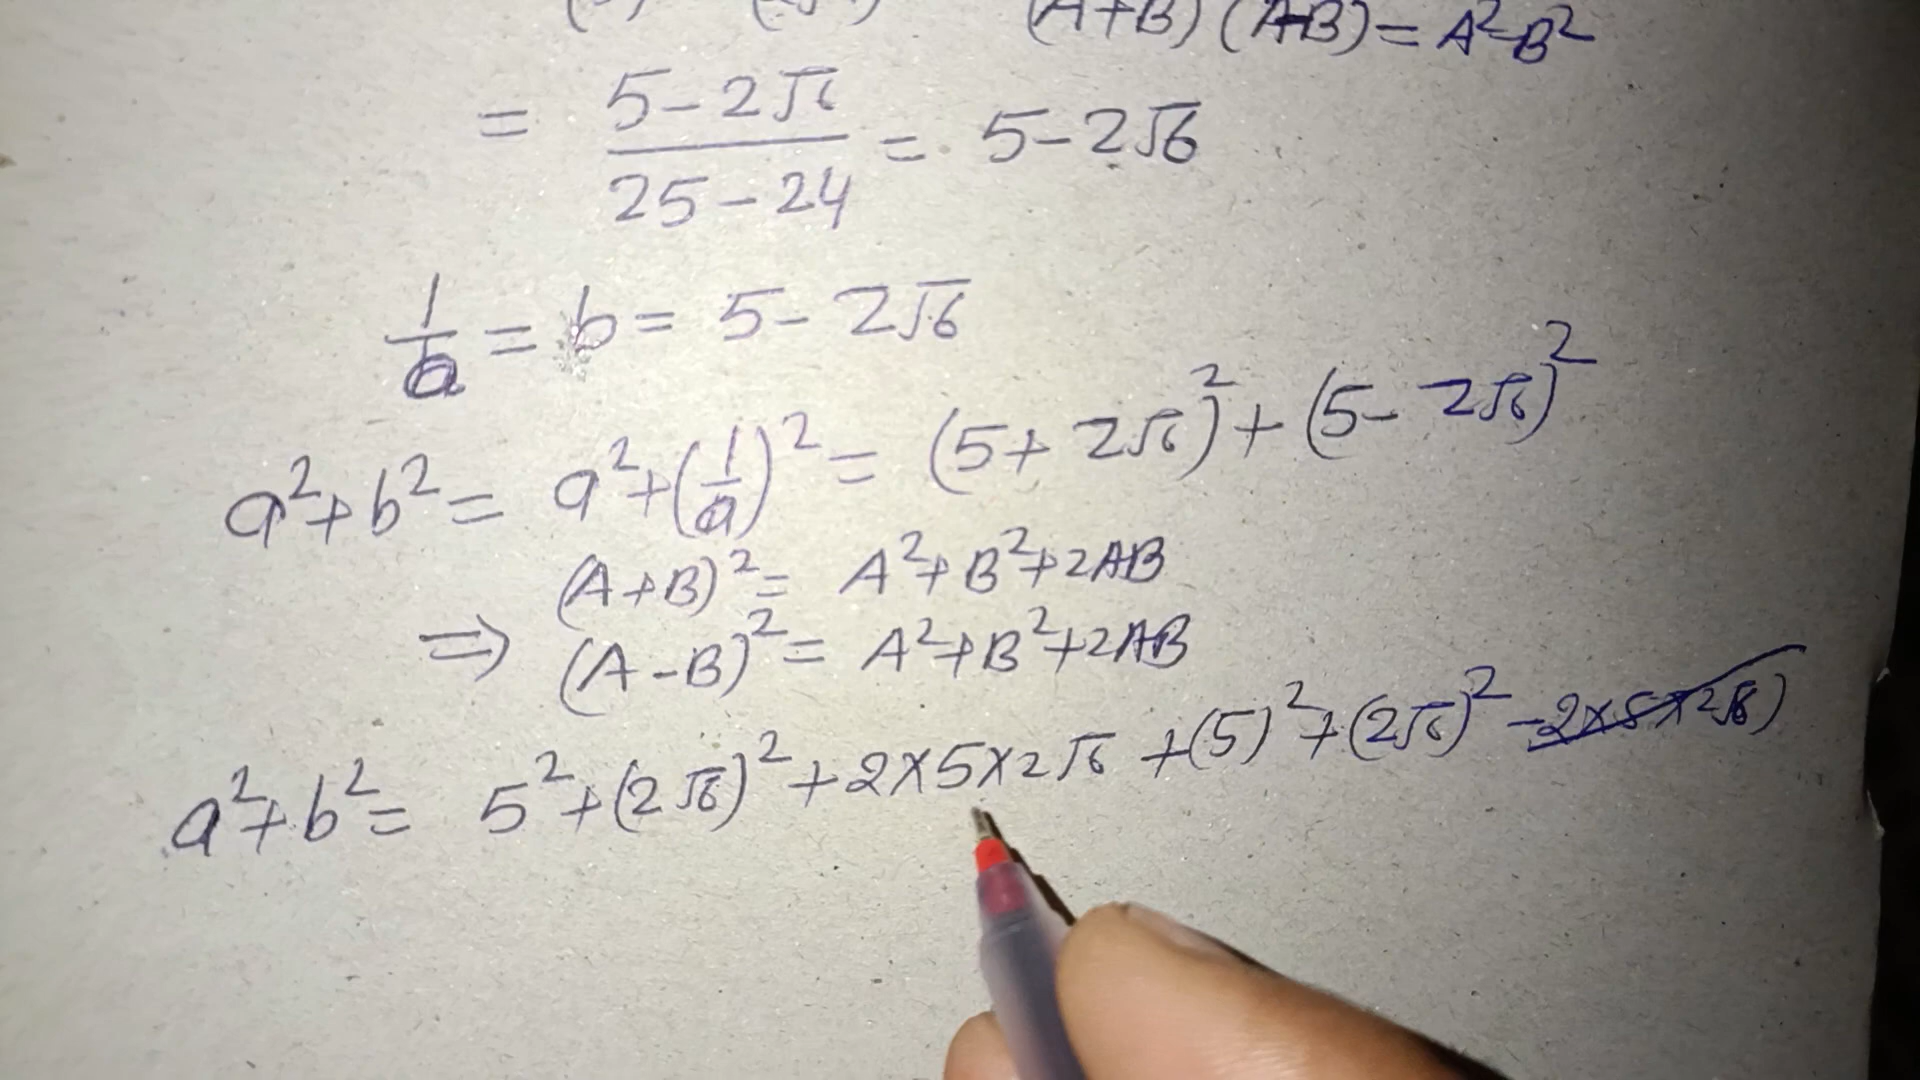 (A+B)(A-B)=A²-B²
= 5-2√6 / 25-24 = 5-2√6
1/a = b = 5-2√6
a²+b² = a²+(1/a)² = (5+2√6)²+(5-2√6)²
(A+B)² = A²+B²+2AB
⇒ (A-B)² = A²+B²+2AB
a²+b² = 5²+(2√6)²+2×5×2√6+(5)²+(2√6)²-2×5×2√6)